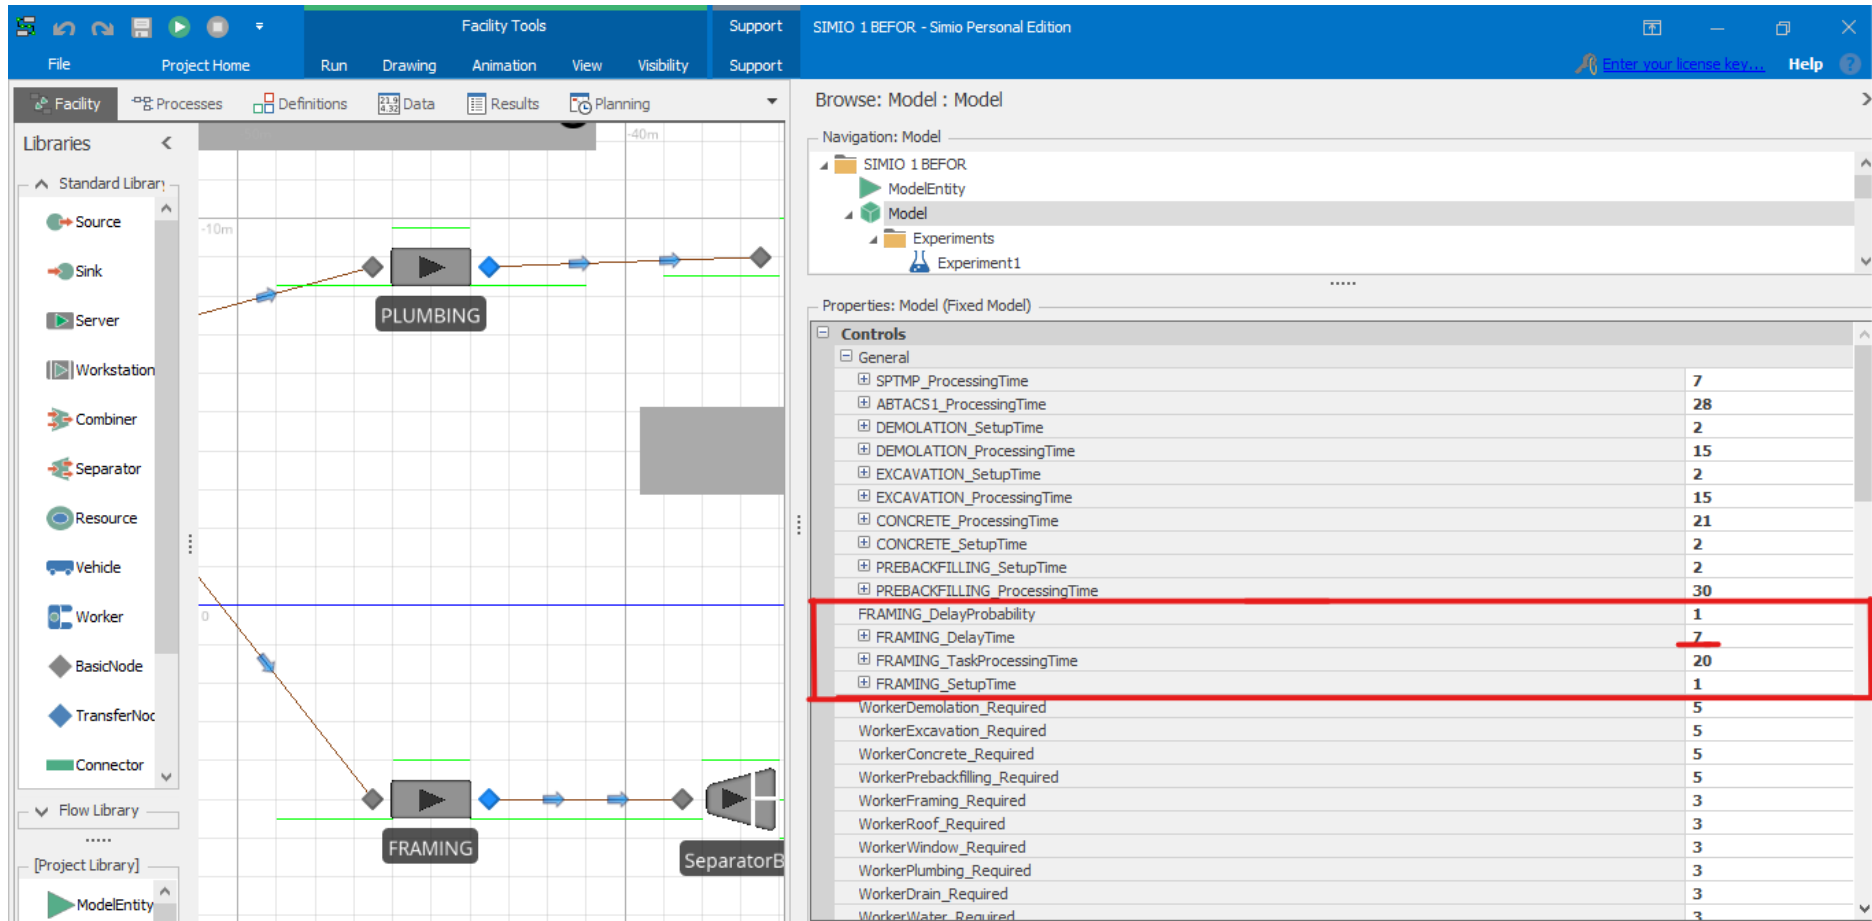 Facility Tools
Support
SIMIO 1 BEFOR - Simio Personal Edition
File
Project Home
Run
Drawing
Animation
View
Visibility
Support
Enter your license key...
Help
Facility
Processes
Definitions
Data
Results
Planning
Browse: Model : Model
Libraries
-40m
Navigation: Model
SIMIO 1 BEFOR
ModelEntity
Model
Experiments
Experiment1
Standard Library
Source
Sink
Server
Workstation
Combiner
Separator
Resource
Vehicle
Worker
BasicNode
TransferNoc
Connector
Flow Library
[Project Library]
ModelEntity
-10m
PLUMBING
0
FRAMING
SeparatorB
Properties: Model (Fixed Model)
Controls
General
SPTMP_ProcessingTime 7
ABTACS1_ProcessingTime 28
DEMOLATION_SetupTime 2
DEMOLATION_ProcessingTime 15
EXCAVATION_SetupTime 2
EXCAVATION_ProcessingTime 15
CONCRETE_ProcessingTime 21
CONCRETE_SetupTime 2
PREBACKFILLING_SetupTime 2
PREBACKFILLING_ProcessingTime 30
FRAMING_DelayProbability 1
FRAMING_DelayTime 7
FRAMING_TaskProcessingTime 20
FRAMING_SetupTime 1
WorkerDemolation_Required 5
WorkerExcavation_Required 5
WorkerConcrete_Required 5
WorkerPrebackfilling_Required 5
WorkerFraming_Required 3
WorkerRoof_Required 3
WorkerWindow_Required 3
WorkerPlumbing_Required 3
WorkerDrain_Required 3
WorkerWater_Required 3